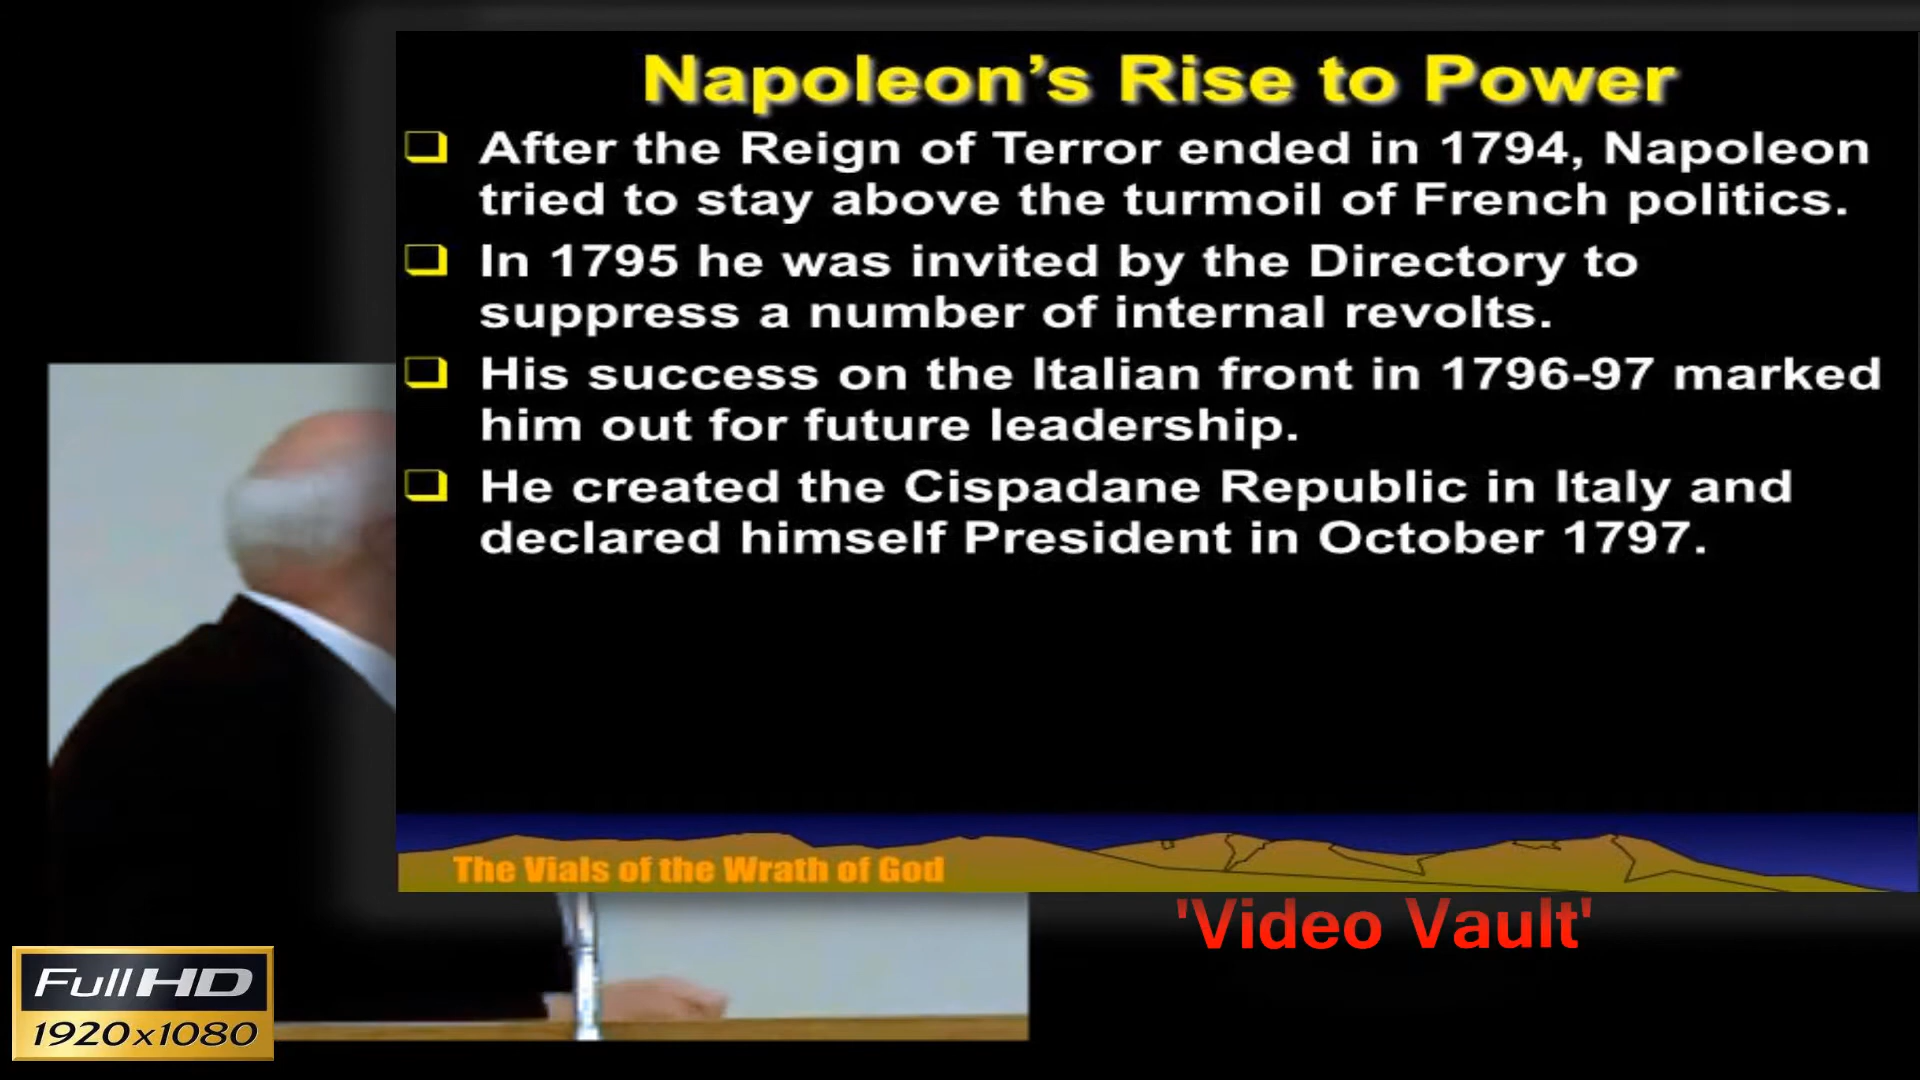 Napoleon's Rise to Power
❑ After the Reign of Terror ended in 1794, Napoleon
tried to stay above the turmoil of French politics.
❑ In 1795 he was invited by the Directory to
suppress a number of internal revolts.
❑ His success on the Italian front in 1796-97 marked
him out for future leadership.
❑ He created the Cispadane Republic in Italy and
declared himself President in October 1797.
The Vials of the Wrath of God
'Video Vault'
Full HD
1920x1080